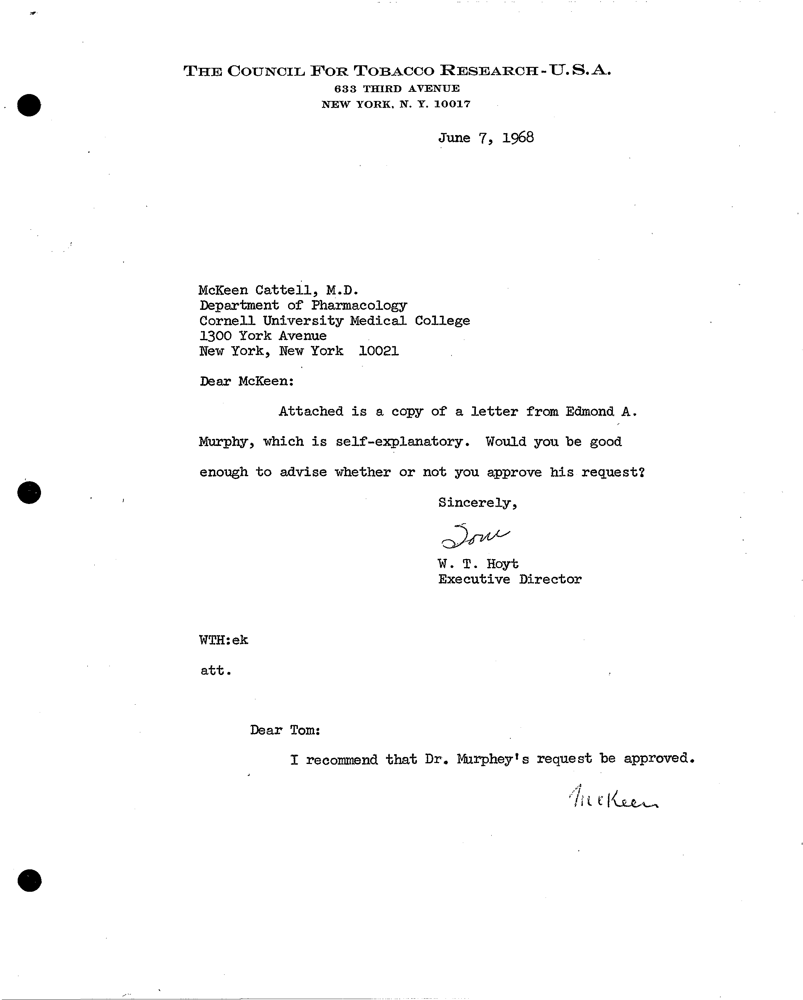 THE COUNCIL FOR TOBACCO RESEARCH-U.S.A.
633 THIRD AVENUE
NEW YORK, N. Y. 10017
June 7, 1968
McKeen Cattell, M.D.
Department of Pharmacology
Cornell University Medical College
1300 York Avenue
New York, New York 10021
Dear McKeen:
Attached is a copy of a letter from Edmond A.
Murphy, which is self-explanatory. Would you be good
enough to advise whether or not you approve his request?
Sincerely,
Tom
W. T. Hoyt
Executive Director
WTH:ek
att.
Dear Tom:
I recommend that Dr. Murphey's request be approved.
McKeen